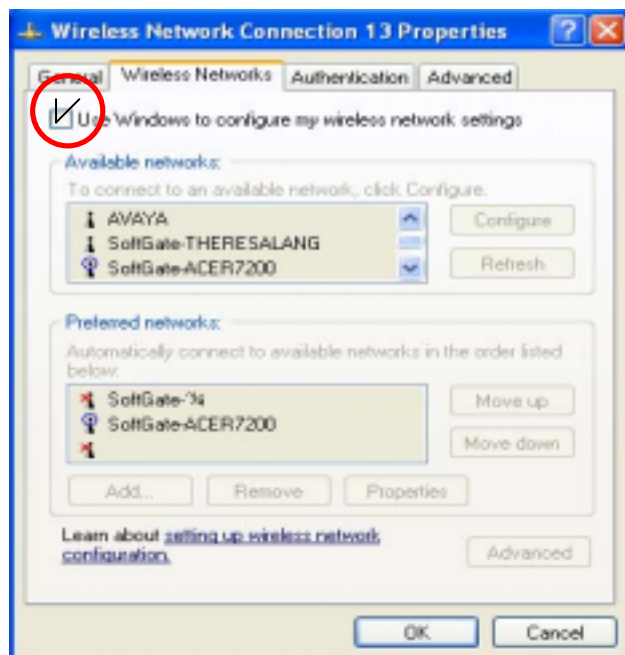 Wireless Network Connection 13 Properties
General Wireless Networks Authentication Advanced
Use Windows to configure my wireless network settings
Available networks:
To connect to an available network, click Configure.
AVAYA
SoftGate-THERESALANG
SoftGate-ACER7200
Configure
Refresh
Preferred networks:
Automatically connect to available networks in the order listed
below:
SoftGate-¾
SoftGate-ACER7200
Move up
Move down
Add... Remove Properties
Learn about setting up wireless network
configuration.
Advanced
OK Cancel